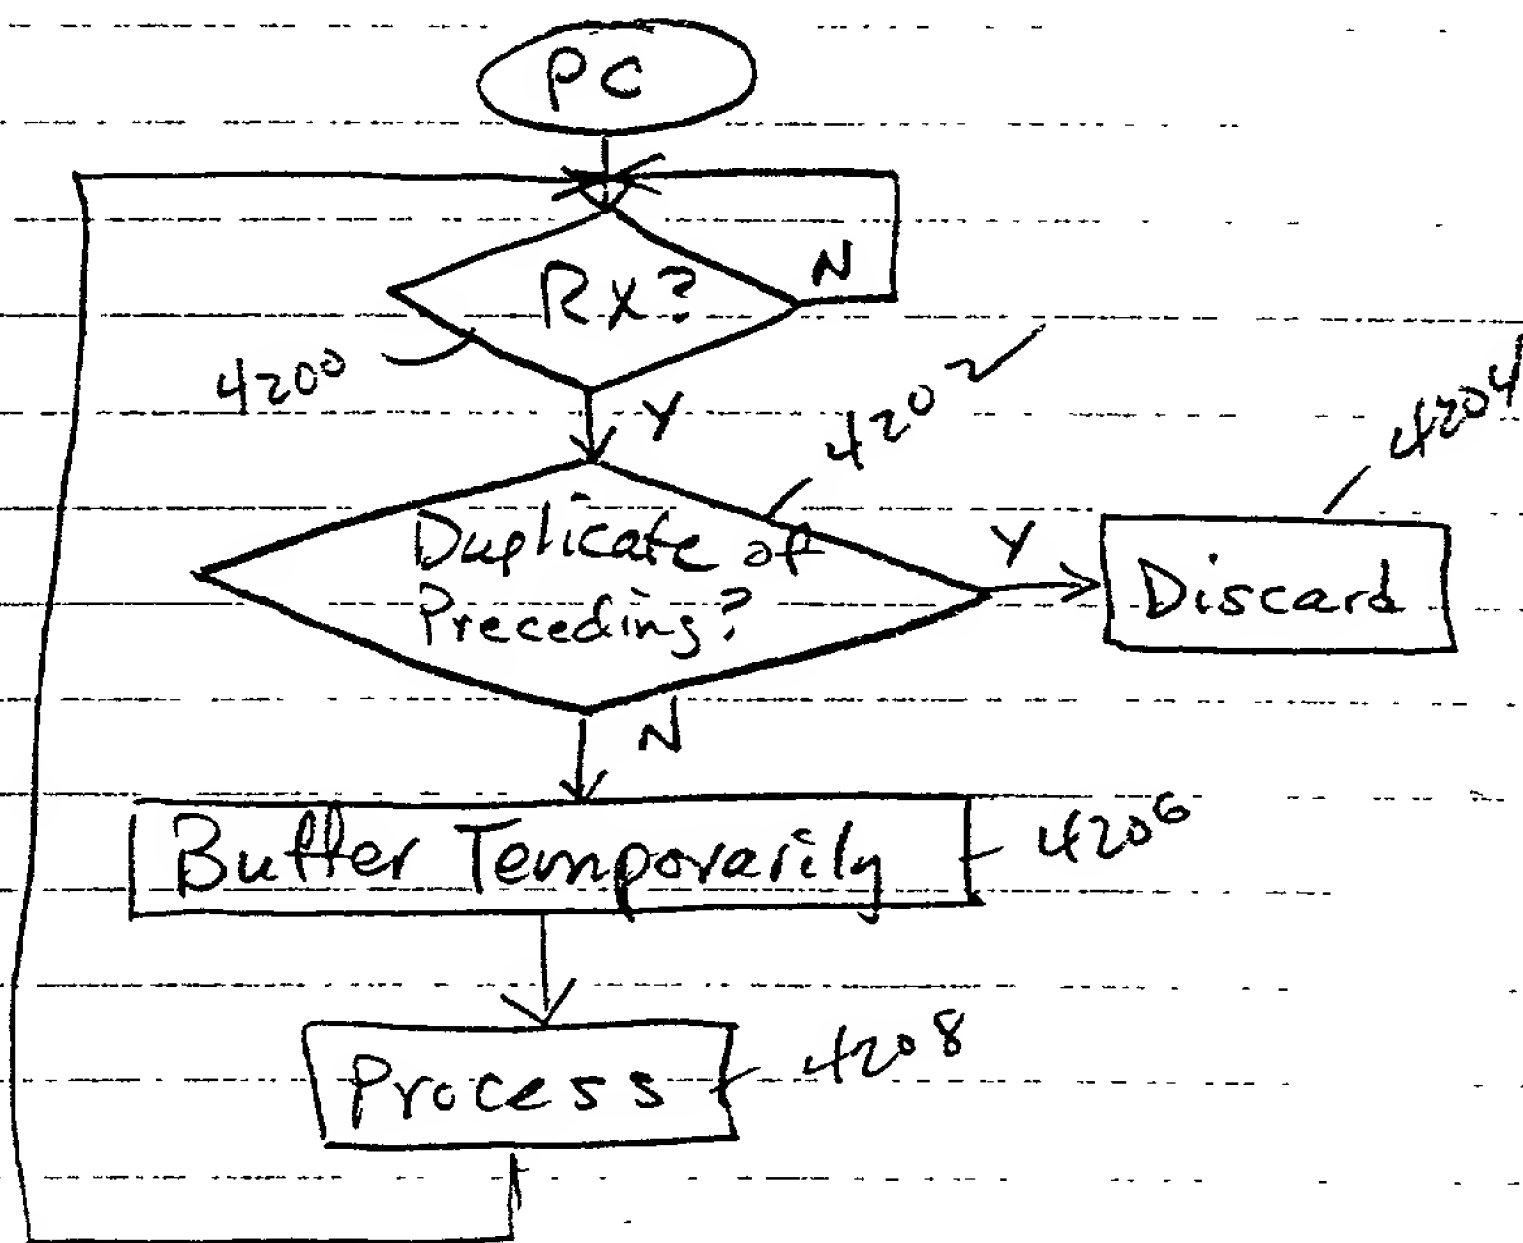 PC
Rx?
N
4200
Y
4202
4204
Duplicate of
Preceding?
Y
Discard
N
Buffer Temporarily
4206
Process
4208